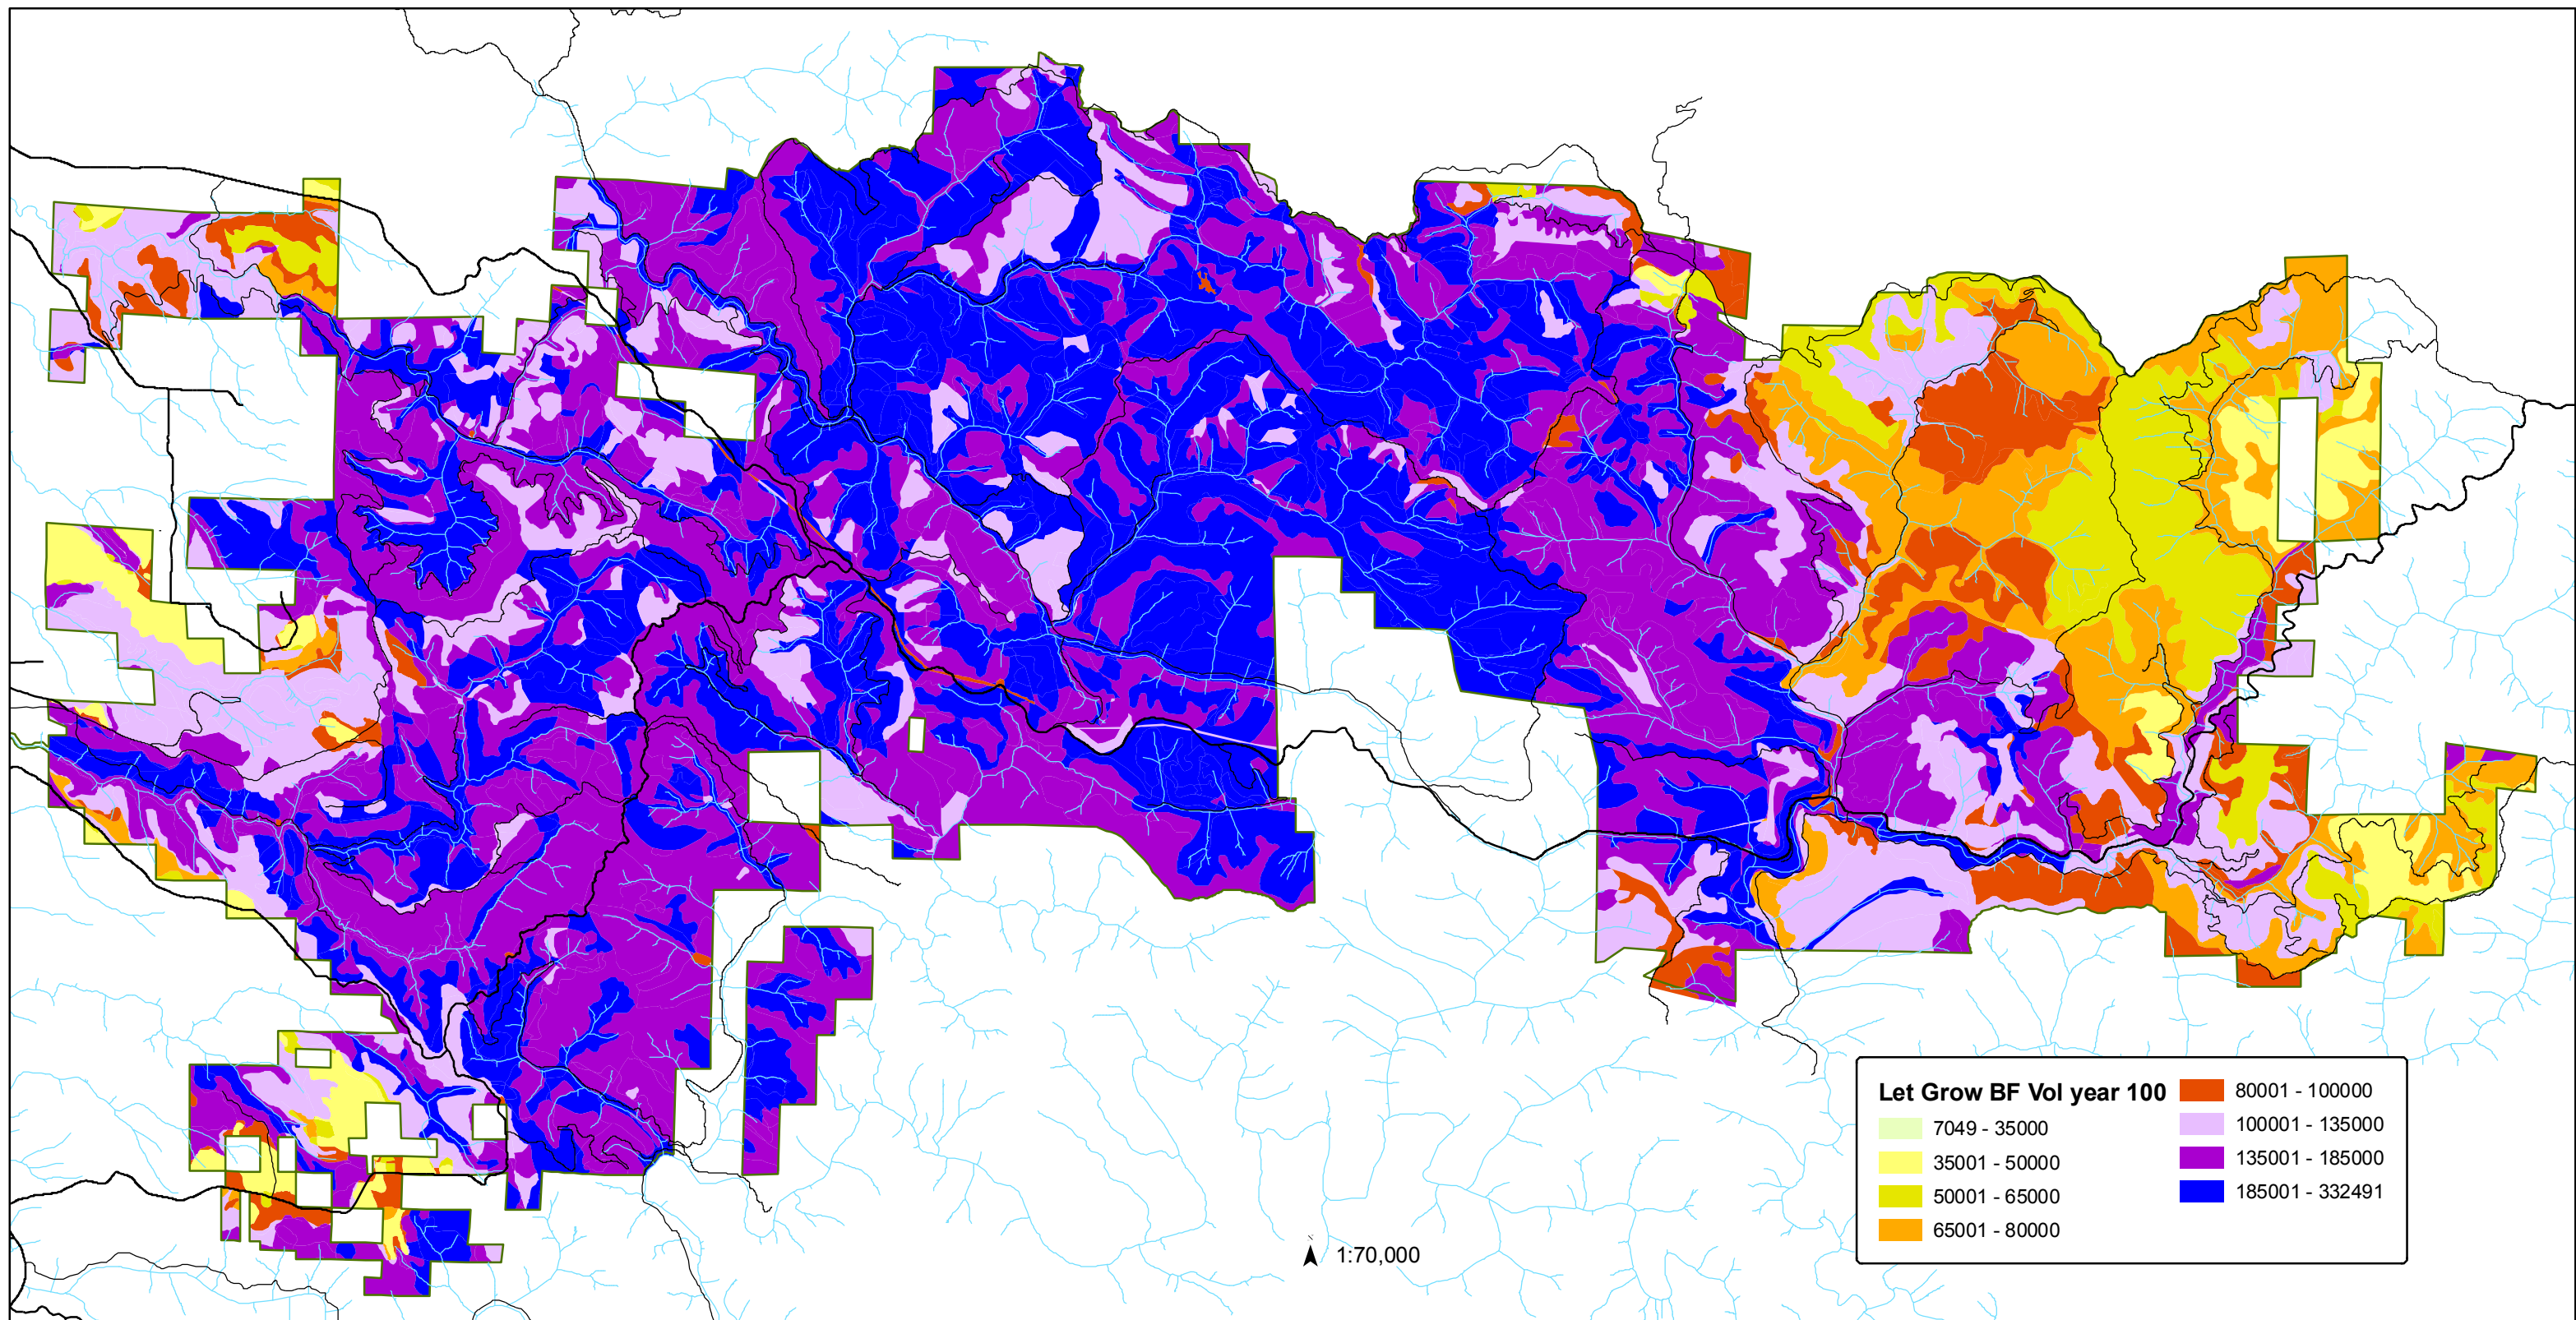 Let Grow BF Vol year 100
7049 - 35000
35001 - 50000
50001 - 65000
65001 - 80000
80001 - 100000
100001 - 135000
135001 - 185000
185001 - 332491
N
1:70,000